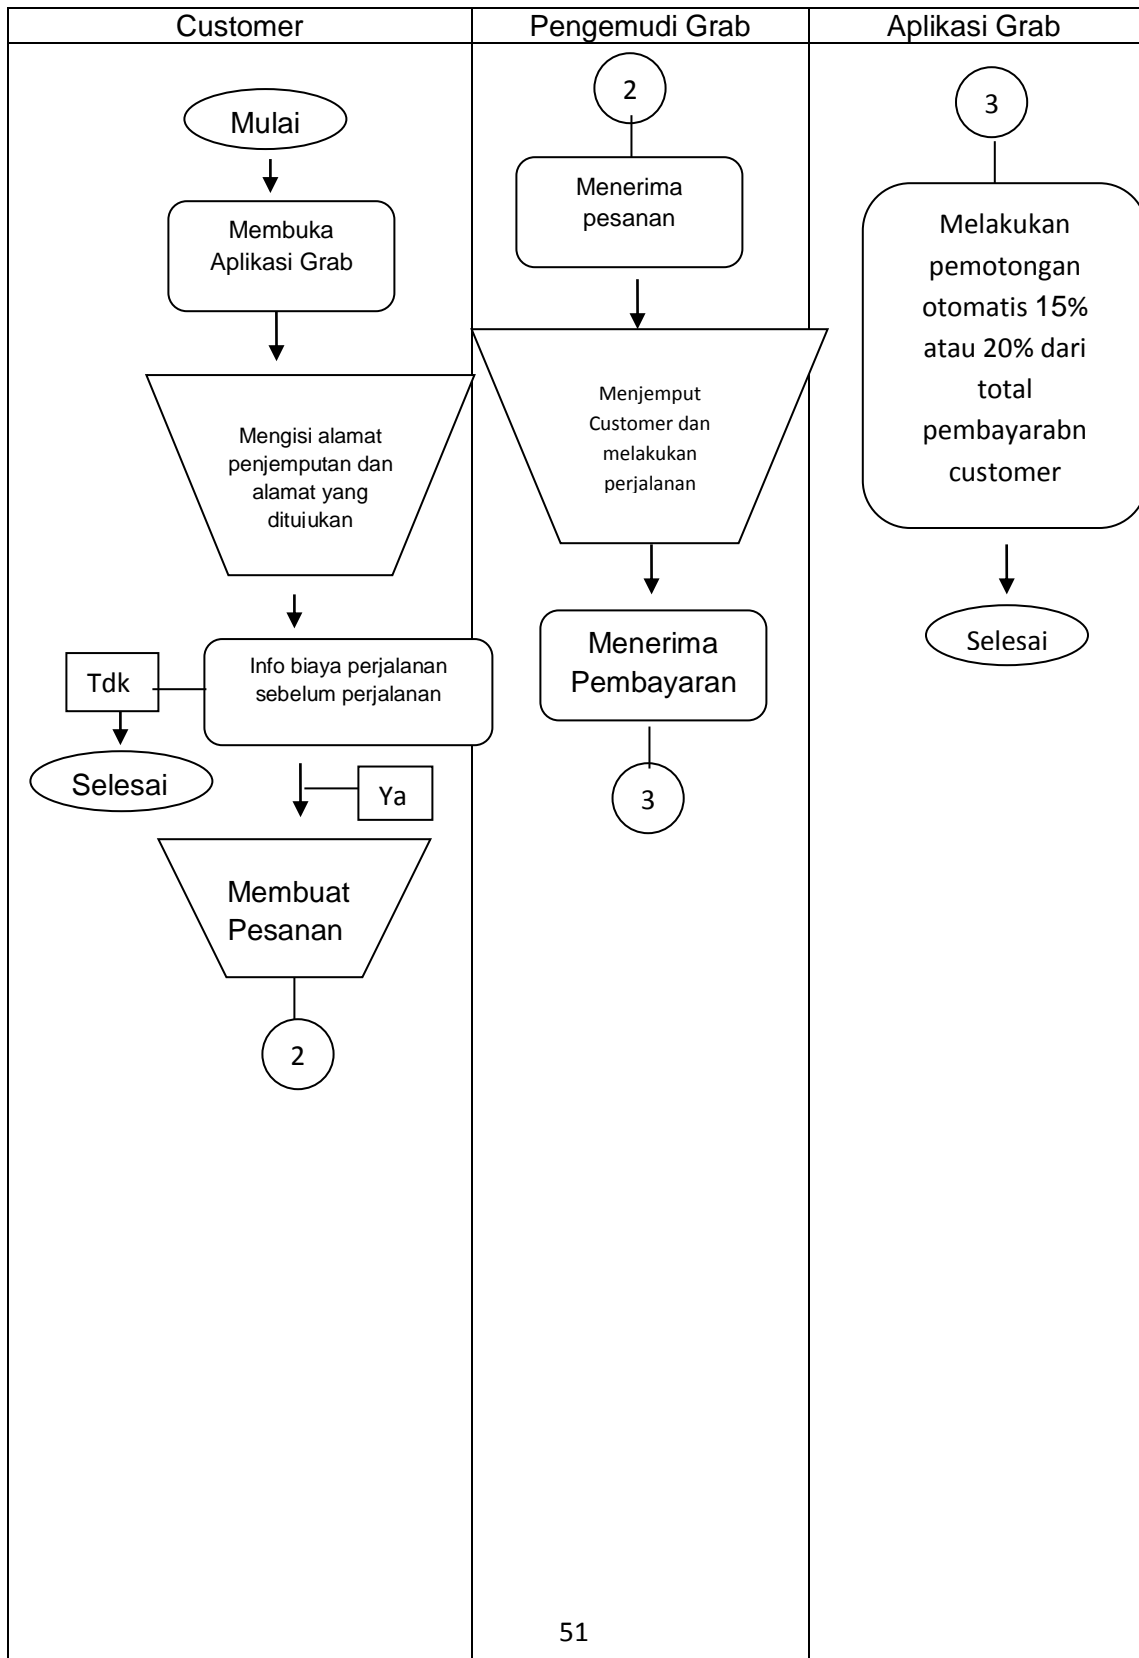 Customer
Pengemudi Grab
Aplikasi Grab
Mulai
Membuka
Aplikasi Grab
Mengisi alamat
penjemputan dan
alamat yang
ditujukan
Info biaya perjalanan
sebelum perjalanan
Tdk
Selesai
Ya
Membuat
Pesanan
2
2
Menerima
pesanan
Menjemput
Customer dan
melakukan
perjalanan
Menerima
Pembayaran
3
3
Melakukan
pemotongan
otomatis 15%
atau 20% dari
total
pembayarabn
customer
Selesai
51